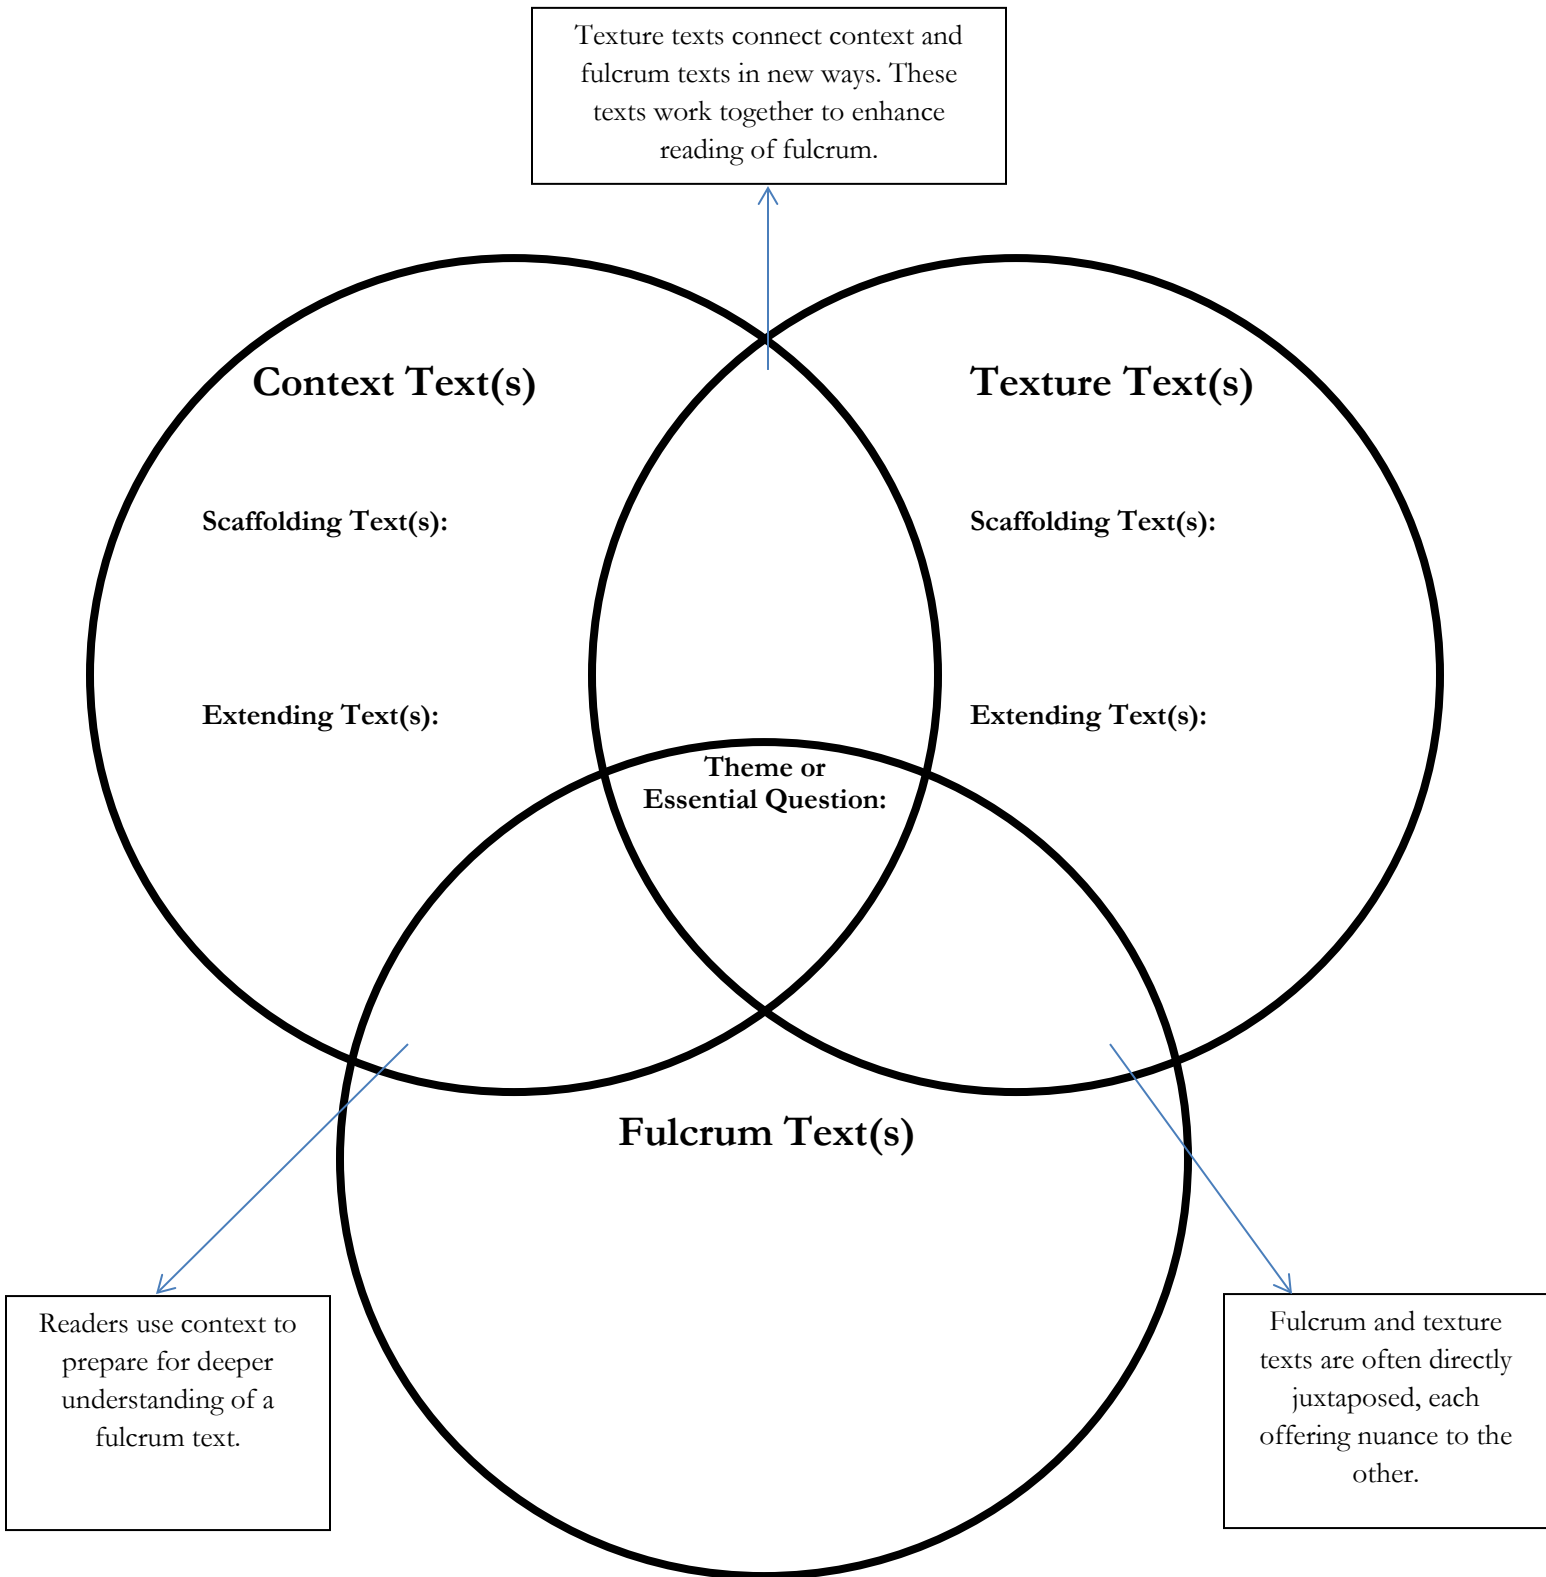 Texture texts connect context and
fulcrum texts in new ways. These
texts work together to enhance
reading of fulcrum.
Context Text(s)
Texture Text(s)
Scaffolding Text(s):
Scaffolding Text(s):
Extending Text(s):
Extending Text(s):
Theme or
Essential Question:
Fulcrum Text(s)
Readers use context to
prepare for deeper
understanding of a
fulcrum text.
Fulcrum and texture
texts are often directly
juxtaposed, each
offering nuance to the
other.